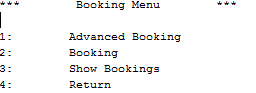 ***        Booking Menu        ***
1:      Advanced Booking
2:      Booking
3:      Show Bookings
4:      Return